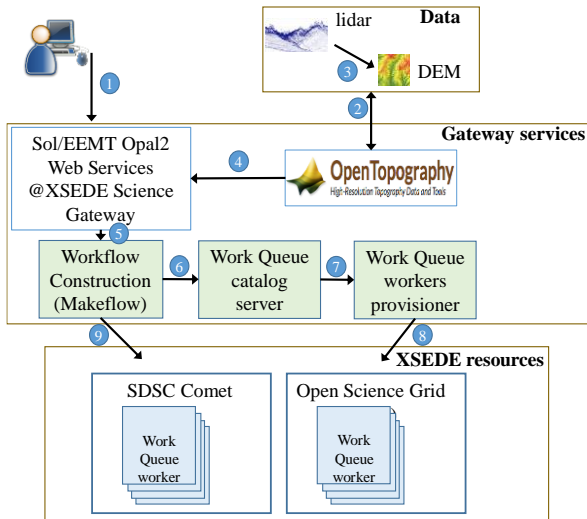 lidar
Data
3
DEM
1
2
Gateway services
Sol/EEMT Opal2
Web Services
@XSEDE Science
Gateway
4
OpenTopography
High-Resolution Topography Data and Tools
5
Workflow
Construction
(Makeflow)
6
Work Queue
catalog
server
7
Work Queue
workers
provisioner
9
8
XSEDE resources
SDSC Comet
Work
Queue
worker
Open Science Grid
Work
Queue
worker